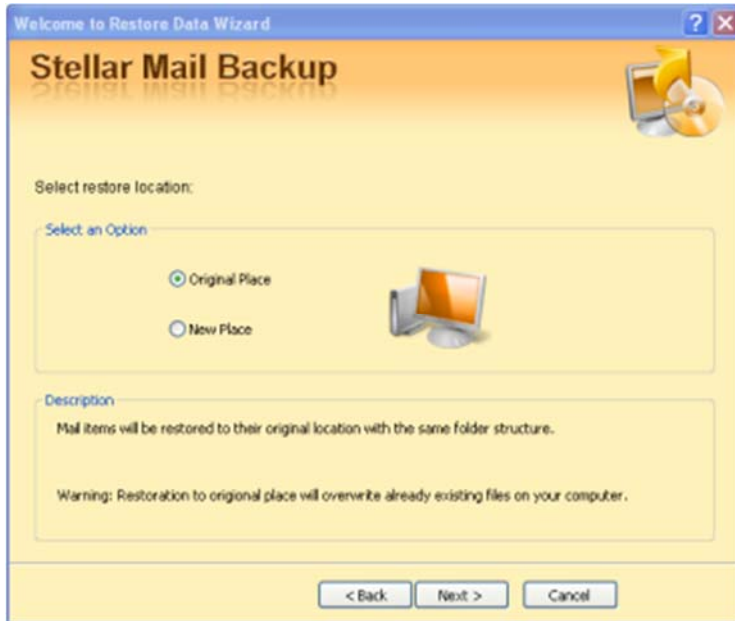 Welcome to Restore Data Wizard
?
Stellar Mail Backup
Select restore location:
Select an Option
Original Place
New Place
Description
Mail items will be restored to their original location with the same folder structure.
Warning: Restoration to origional place will overwrite already existing files on your computer.
< Back Next > Cancel